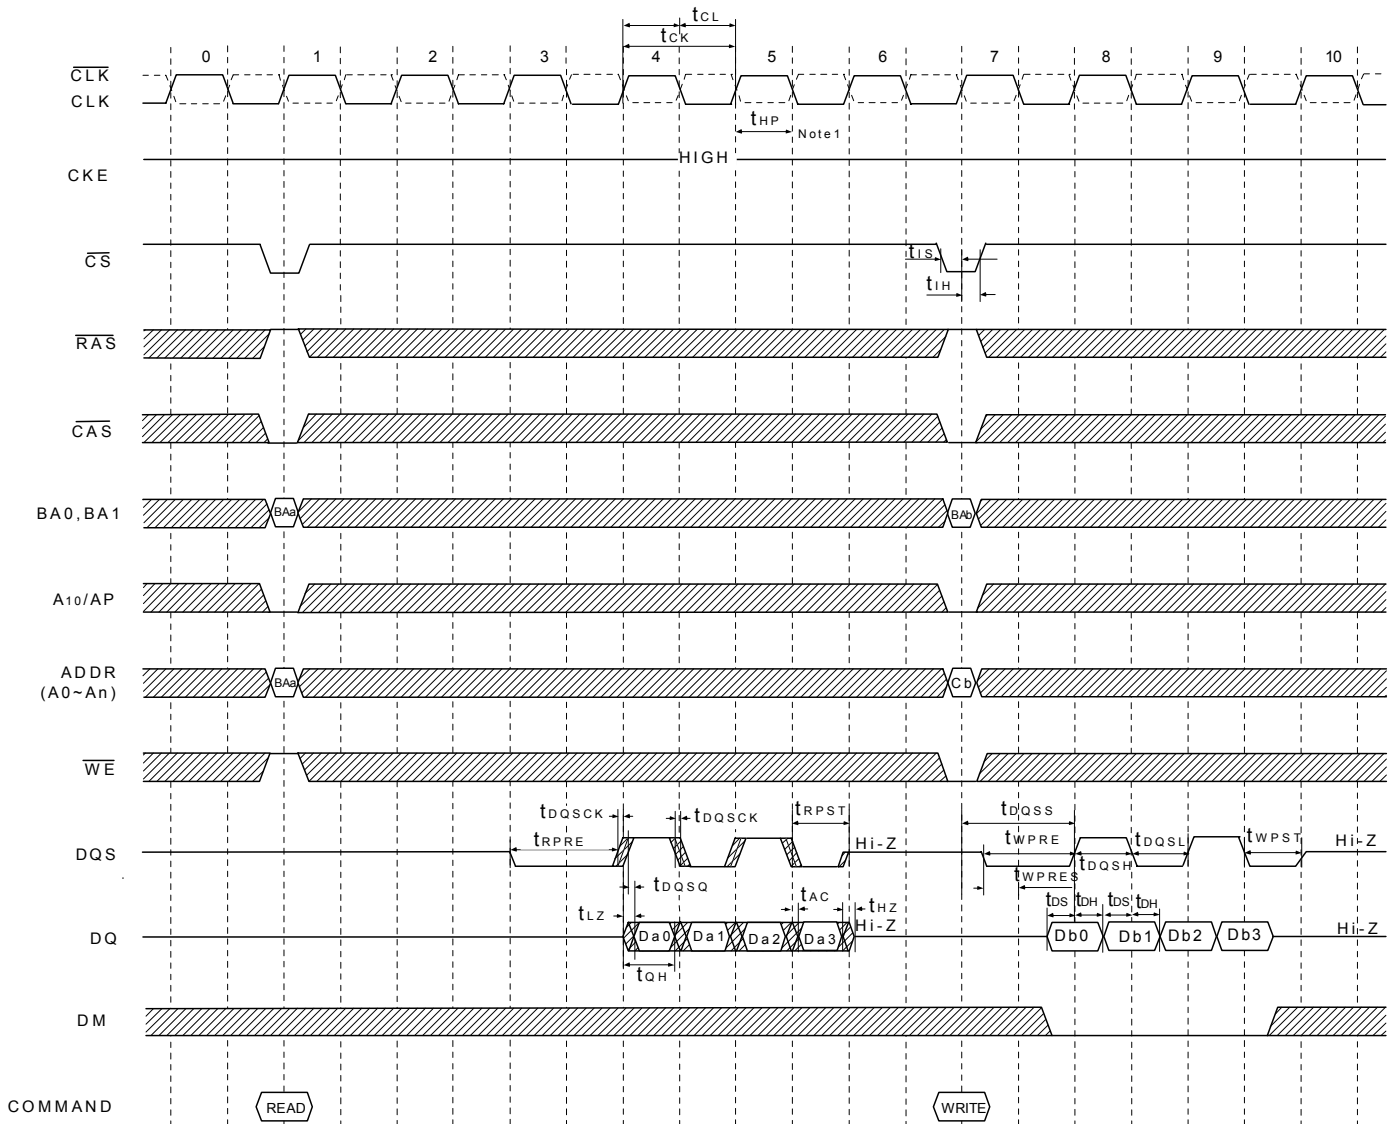 tCL
tCK
0 1 2 3 4 5 6 7 8 9 10
CLK
CLK
tHP Note1
HIGH
CKE
CS
tIS
tIH
RAS
CAS
BA0,BA1 BAa BAb
A10/AP
ADDR
(A0~An) BAa Cb
WE
tDQSCK tDQSCK tRPST tDQSS
tRPRE tWPRE tDQSL tWPST
DQS Hi-Z Hi-Z
tDQSH
tWPRES
tDQSQ
tLZ tAC tHZ tDS tDH tDS tDH
DQ Da0 Da1 Da2 Da3 Hi-Z Db0 Db1 Db2 Db3 Hi-Z
tQH
DM
COMMAND READ WRITE